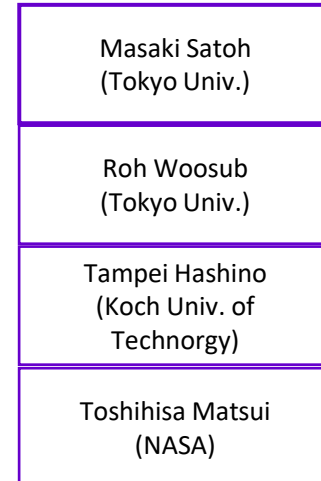 Masaki Satoh
(Tokyo Univ.)
Roh Woosub
(Tokyo Univ.)
Tampei Hashino
(Koch Univ. of
Technorgy)
Toshihisa Matsui
(NASA)